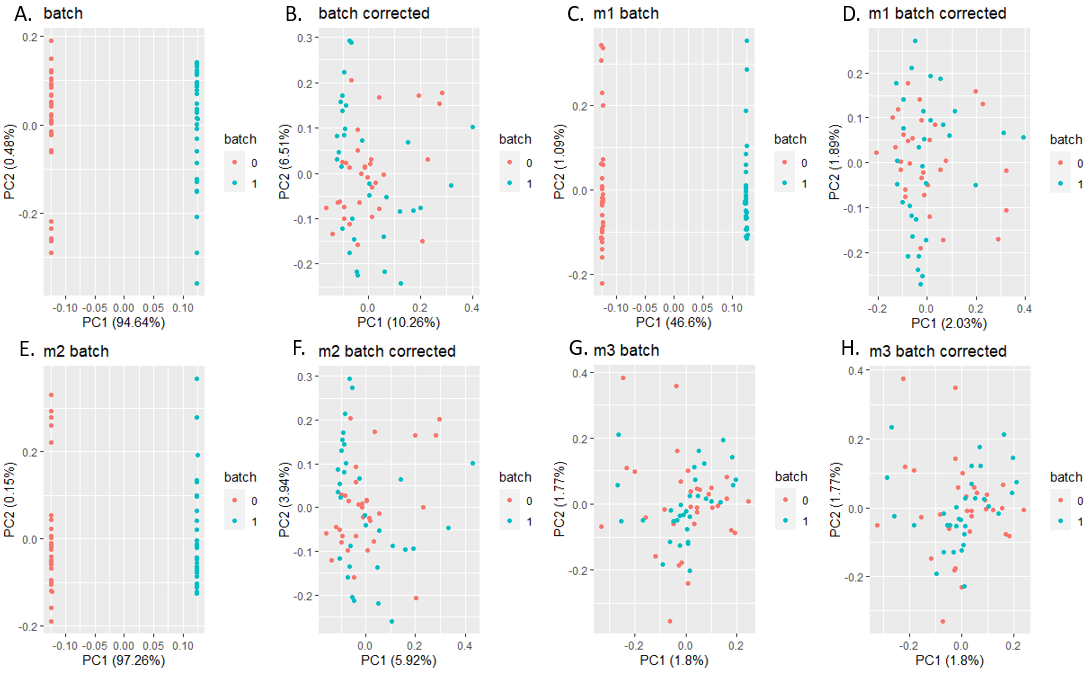 A. batch
0.2
0.0
-0.2
PC2 (0.48%)
-0.10 -0.05 0.00 0.05 0.10
PC1 (94.64%)
batch
0
1
B. batch corrected
0.3
0.2
0.1
0.0
-0.1
-0.2
PC2 (6.51%)
0.0 0.2 0.4
PC1 (10.26%)
batch
0
1
C. m1 batch
0.2
0.0
-0.2
PC2 (1.09%)
-0.10 -0.05 0.00 0.05 0.10
PC1 (46.6%)
batch
0
1
D. m1 batch corrected
0.2
0.1
0.0
-0.1
-0.2
PC2 (1.89%)
-0.2 0.0 0.2 0.4
PC1 (2.03%)
batch
0
1
E. m2 batch
0.2
0.0
-0.2
PC2 (0.15%)
-0.10 -0.05 0.00 0.05 0.10
PC1 (97.26%)
batch
0
1
F. m2 batch corrected
0.3
0.2
0.1
0.0
-0.1
-0.2
PC2 (3.94%)
0.0 0.2 0.4
PC1 (5.92%)
batch
0
1
G. m3 batch
0.4
0.2
0.0
-0.2
PC2 (1.77%)
-0.2 0.0 0.2
PC1 (1.8%)
batch
0
1
H. m3 batch corrected
0.4
0.2
0.0
-0.2
PC2 (1.77%)
-0.2 0.0 0.2
PC1 (1.8%)
batch
0
1